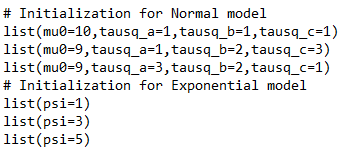 # Initialization for Normal model
list(mu0=10,tausq_a=1,tausq_b=1,tausq_c=1)
list(mu0=9,tausq_a=1,tausq_b=2,tausq_c=3)
list(mu0=9,tausq_a=3,tausq_b=2,tausq_c=1)
# Initialization for Exponential model
list(psi=1)
list(psi=3)
list(psi=5)